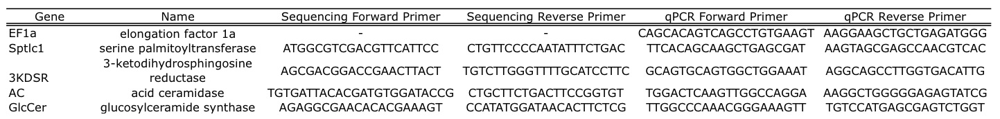 Gene Name Sequencing Forward Primer Sequencing Reverse Primer qPCR Forward Primer qPCR Reverse Primer
EF1a elongation factor 1a - - CAGCACAGTCAGCCTGTGAAGT AAGGAAGCTGCTGAGATGGG
Sptlc1 serine palmitoyltransferase ATGGCGTCGACGTTCATTCC CTGTTCCCCAATATTTCTGAC TTCACAGCAAGCTGAGCGAT AAGTAGCGAGCCAACGTCAC
3-ketodihydrosphingosine
3KDSR reductase AGCGACGGACCGAACTTACT TGTCTTGGGTTTTGCATCCTTC GCAGTGCAGTGGCTGGAAAT AGGCAGCCTTGGTGACATTG
AC acid ceramidase TGTGATTACACGATGTGGATACCG CTGCTTCTGACTTCCGGTGT TGGACTCAAGTTGGCCAGGA AAGGCTGGGGGAGAGTATCG
GlcCer glucosylceramide synthase AGAGGCGAACACACGAAAGT CCATATGGATAACACTTCTCG TTGGCCCAAACGGGAAAGTT TGTCCATGAGCGAGTCTGGT